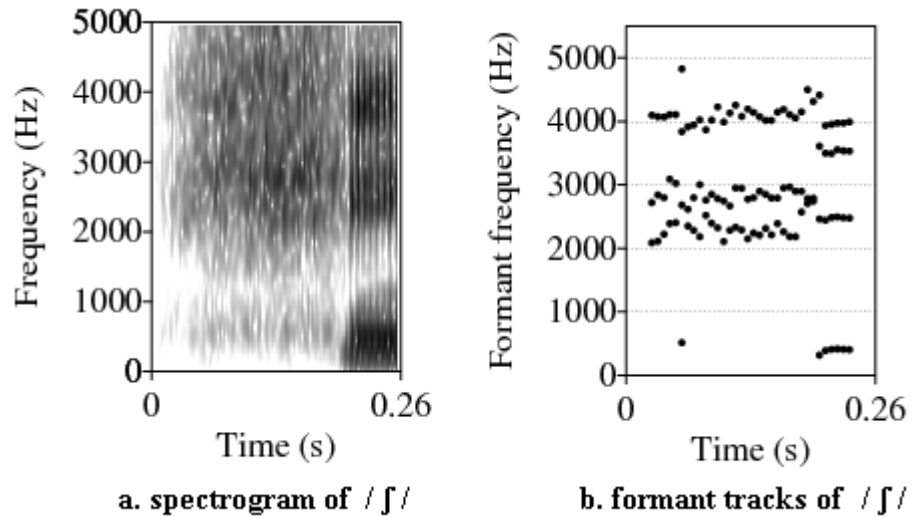 5000
4000
3000
2000
1000
0
Frequency (Hz)
0
0.26
Time (s)
a. spectrogram of / ʃ /
5000
4000
3000
2000
1000
0
Formant frequency (Hz)
0
0.26
Time (s)
b. formant tracks of / ʃ /